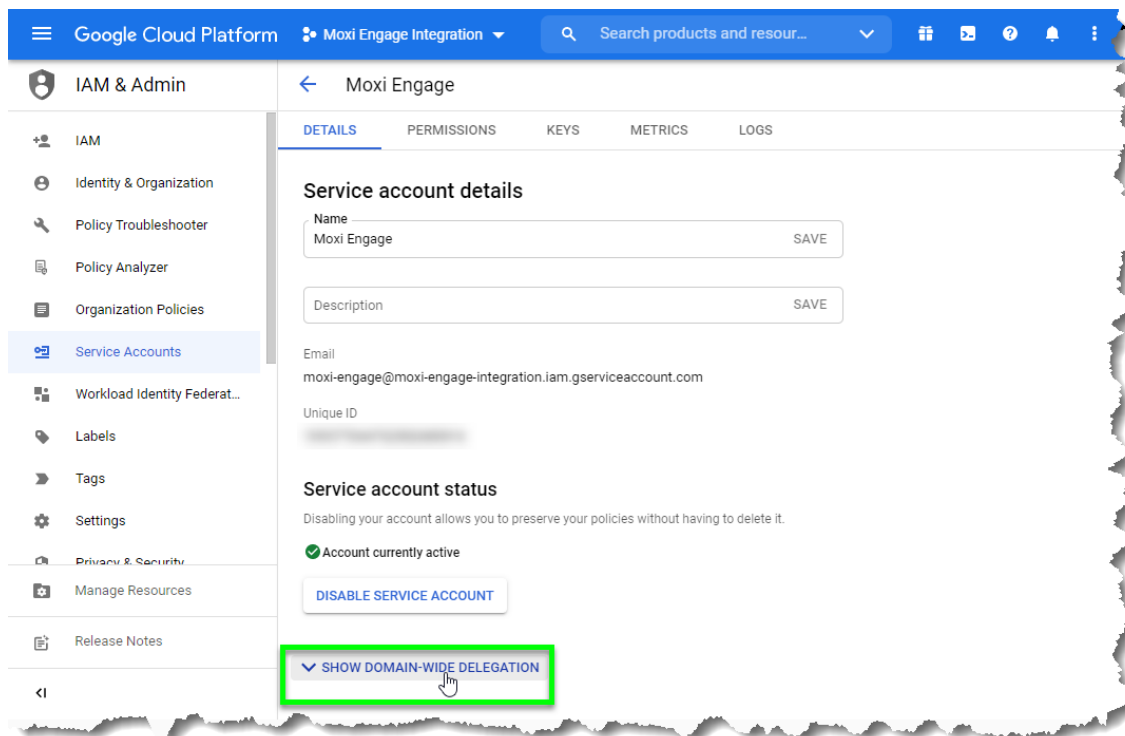 Google Cloud Platform
Moxi Engage Integration
Search products and resour...
IAM & Admin
Moxi Engage
DETAILS PERMISSIONS KEYS METRICS LOGS
IAM
Identity & Organization
Policy Troubleshooter
Policy Analyzer
Organization Policies
Service Accounts
Workload Identity Federat...
Labels
Tags
Settings
Privacy & Security
Manage Resources
Release Notes
Service account details
Name
Moxi Engage SAVE
Description SAVE
Email
moxi-engage@moxi-engage-integration.iam.gserviceaccount.com
Unique ID
Service account status
Disabling your account allows you to preserve your policies without having to delete it.
Account currently active
DISABLE SERVICE ACCOUNT
SHOW DOMAIN-WIDE DELEGATION